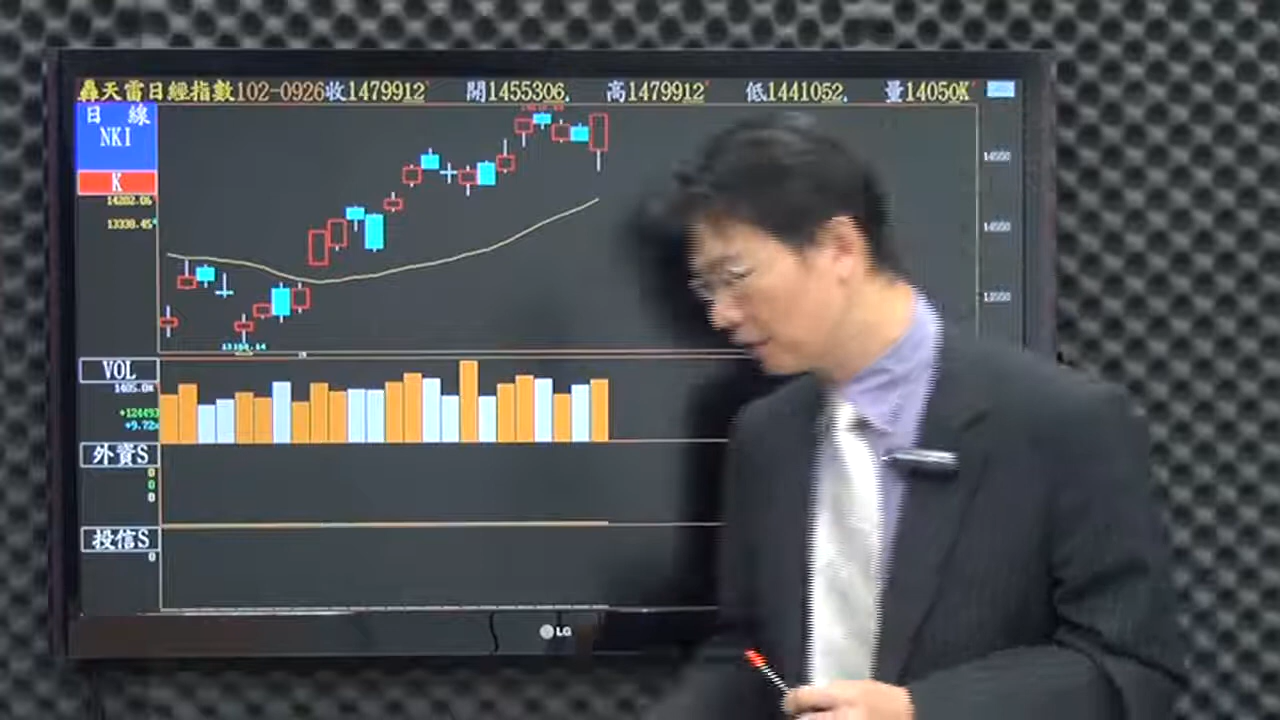 轟天雷日經指數102-0926收1479912 開1455306 高1479912 低1441052 量14050K
日 線
NKI
K
14202.06
13338.45
14500
13500
VOL
1405.0M
+124493
+9.72%
外資S
0
0
0
投信S
0
LG